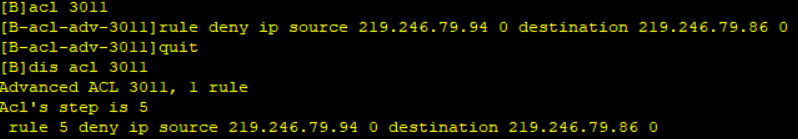 [B]acl 3011
[B-acl-adv-3011]rule deny ip source 219.246.79.94 0 destination 219.246.79.86 0
[B-acl-adv-3011]quit
[B]dis acl 3011
Advanced ACL 3011, 1 rule
Acl's step is 5
 rule 5 deny ip source 219.246.79.94 0 destination 219.246.79.86 0